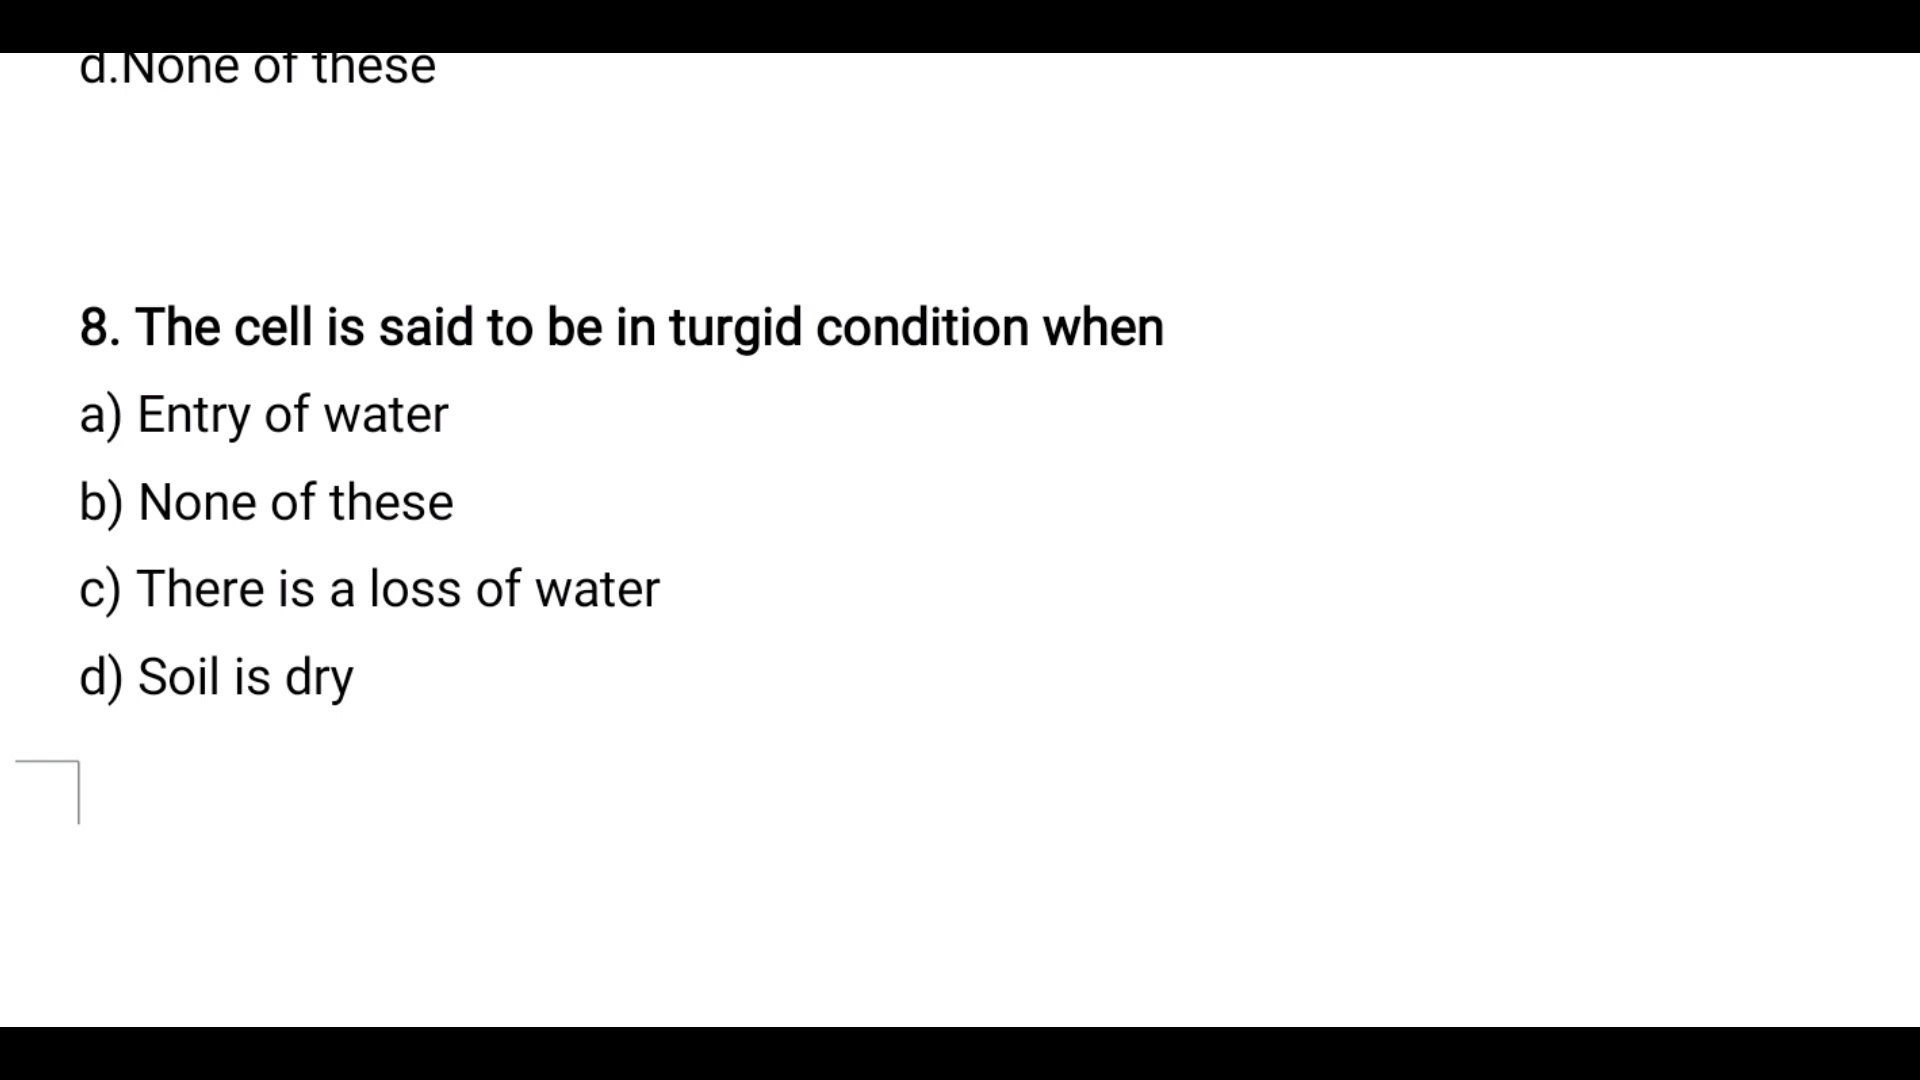 d.None of these
8. The cell is said to be in turgid condition when
a) Entry of water
b) None of these
c) There is a loss of water
d) Soil is dry